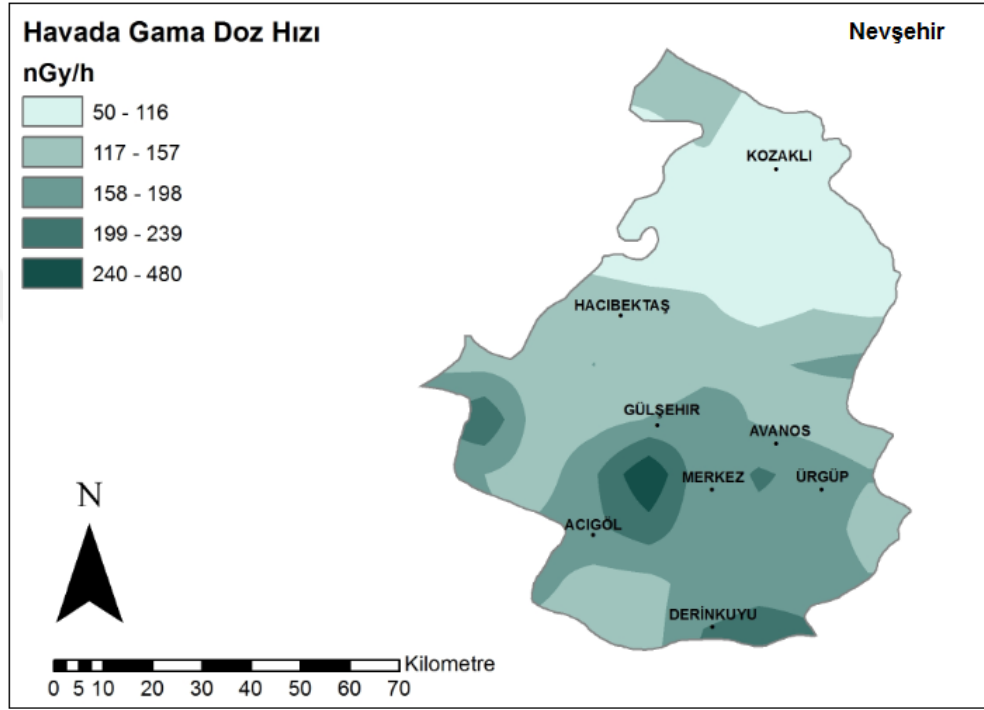 Havada Gama Doz Hızı
Nevşehir
nGy/h
50 - 116
117 - 157
158 - 198
199 - 239
240 - 480
KOZAKLI
HACIBEKTAŞ
GÜLŞEHIR
AVANOS
MERKEZ
ÜRGÜP
ACIGÖL
DERİNKUYU
N
Kilometre
0 5 10 20 30 40 50 60 70